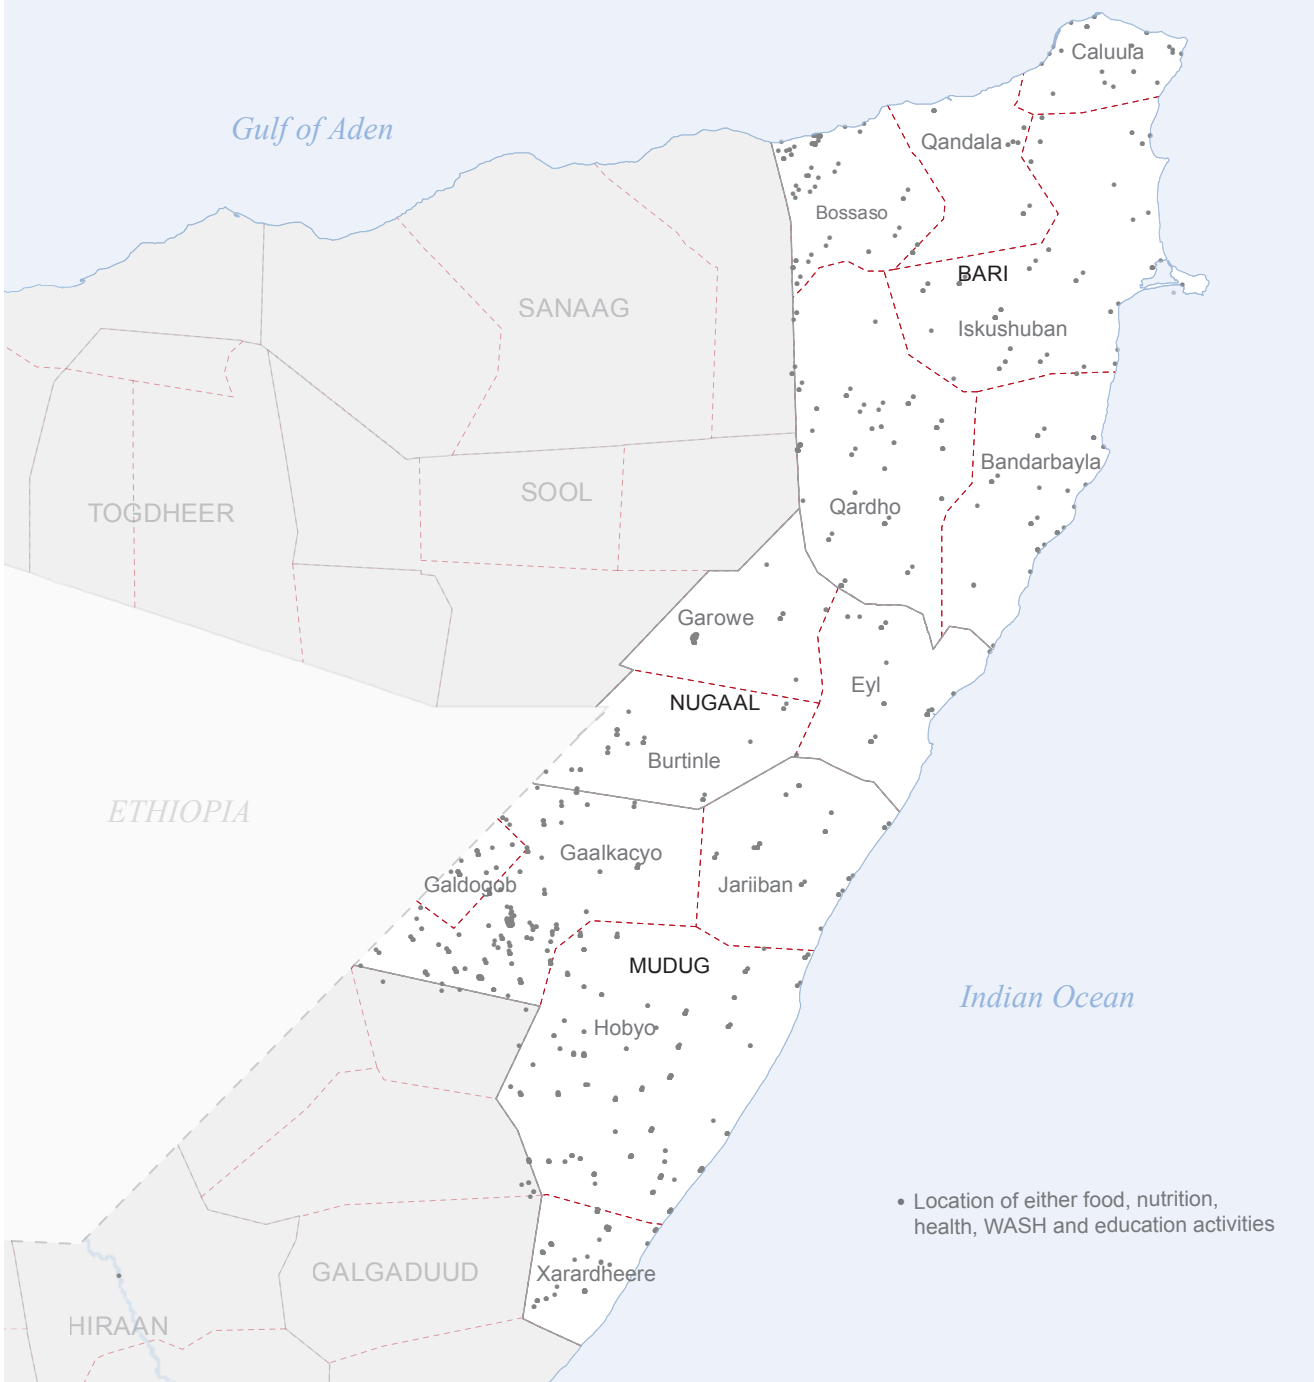 Caluula
Gulf of Aden
Qandala
Bossaso
BARI
SANAAG
Iskushuban
Bandarbayla
SOOL
TOGDHEER
Qardho
Garowe
Eyl
NUGAAL
Burtinle
ETHIOPIA
Gaalkacyo
Galdogob
Jariiban
MUDUG
Indian Ocean
Hobyo
• Location of either food, nutrition,
health, WASH and education activities
GALGADUUD
Xarardheere
HIRAAN